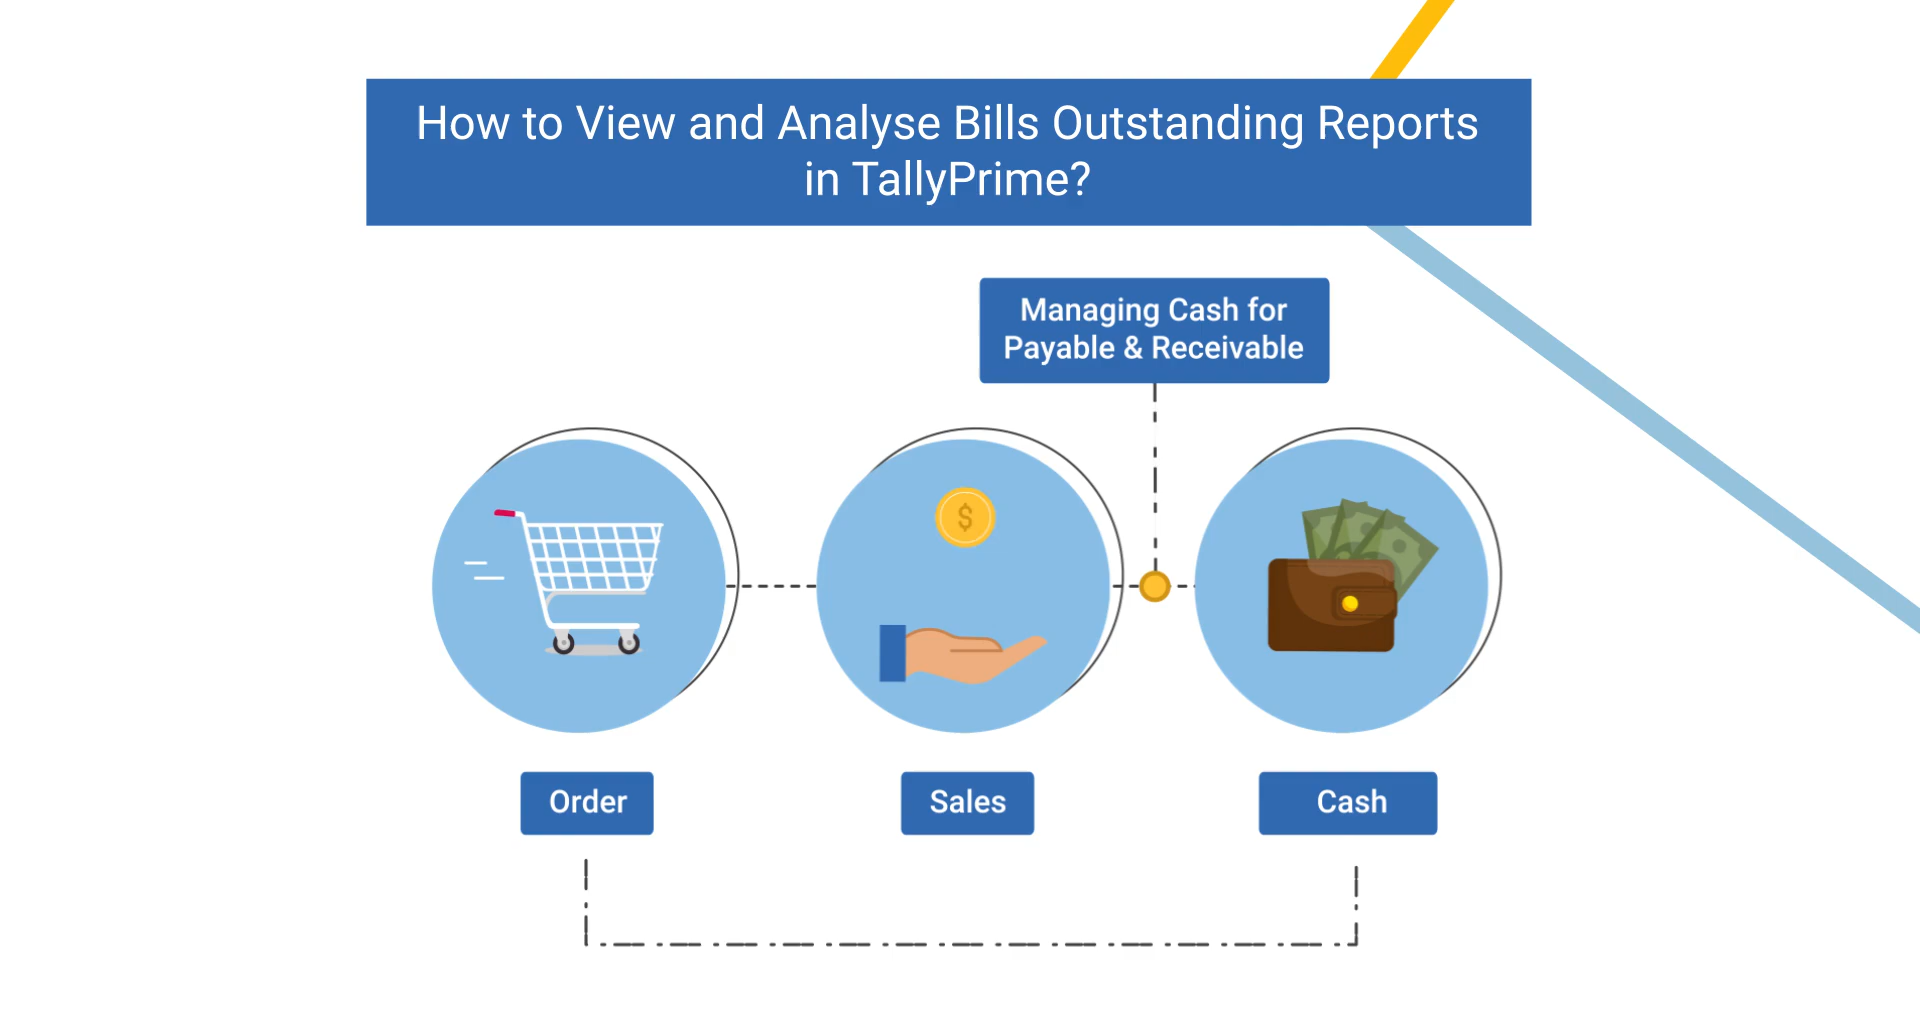 How to View and Analyse Bills Outstanding Reports
in TallyPrime?
Managing Cash for
Payable & Receivable
$
Order
Sales
Cash